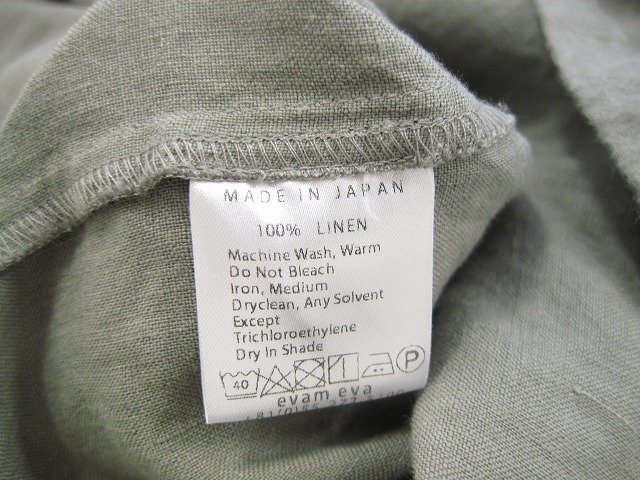 MADE IN JAPAN
100% LINEN
Machine Wash, Warm
Do Not Bleach
Iron, Medium
Dryclean, Any Solvent
Except
Trichloroethylene
Dry In Shade
40 P
evam eva